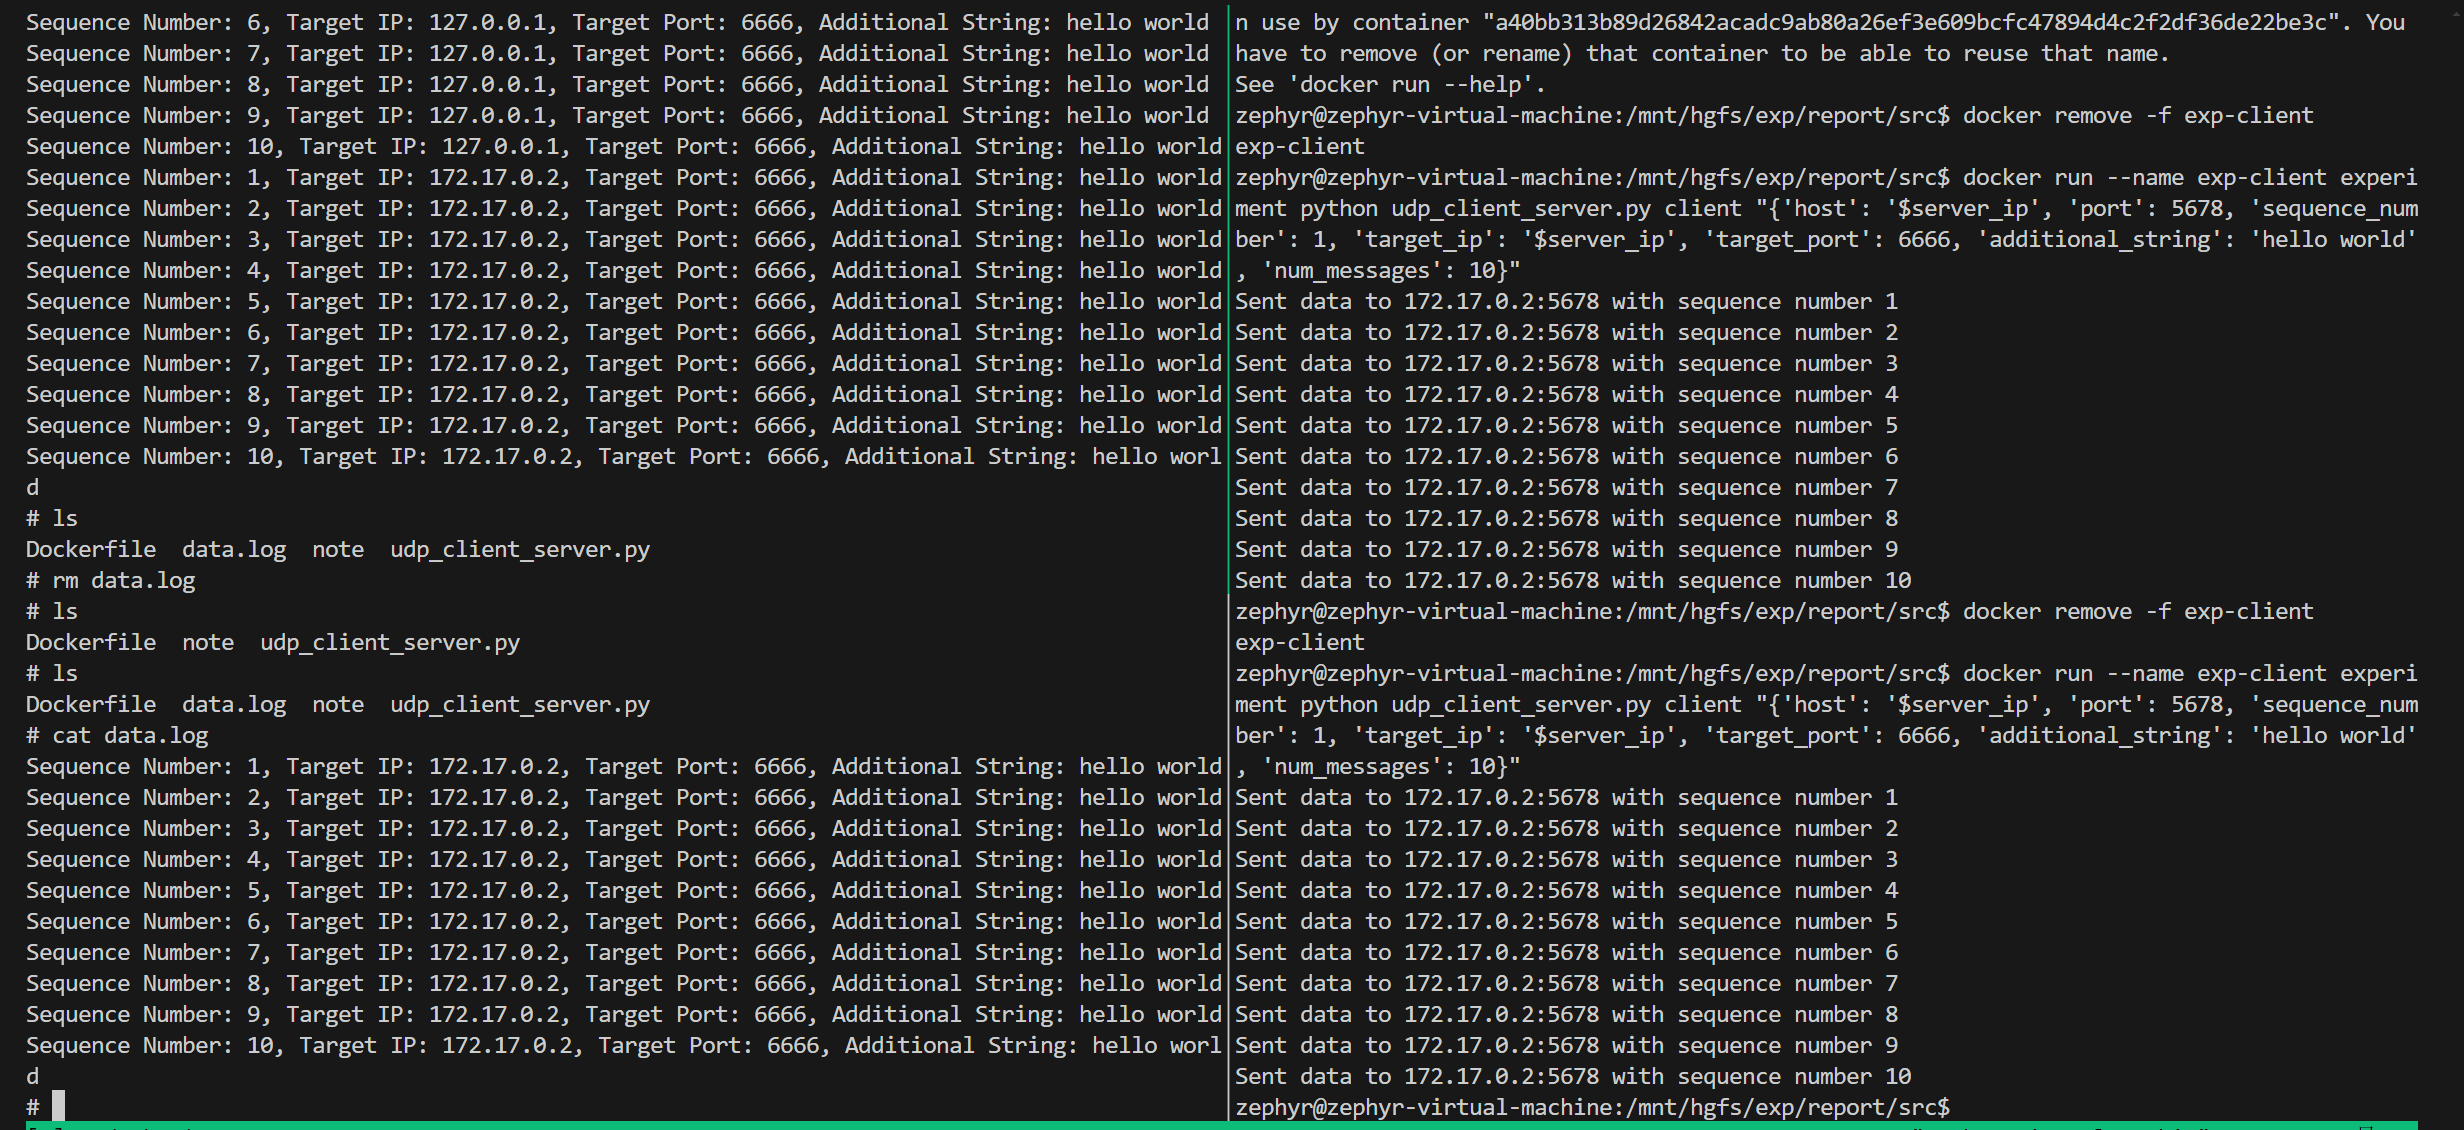 Sequence Number: 6, Target IP: 127.0.0.1, Target Port: 6666, Additional String: hello world
Sequence Number: 7, Target IP: 127.0.0.1, Target Port: 6666, Additional String: hello world
Sequence Number: 8, Target IP: 127.0.0.1, Target Port: 6666, Additional String: hello world
Sequence Number: 9, Target IP: 127.0.0.1, Target Port: 6666, Additional String: hello world
Sequence Number: 10, Target IP: 127.0.0.1, Target Port: 6666, Additional String: hello world
Sequence Number: 1, Target IP: 172.17.0.2, Target Port: 6666, Additional String: hello world
Sequence Number: 2, Target IP: 172.17.0.2, Target Port: 6666, Additional String: hello world
Sequence Number: 3, Target IP: 172.17.0.2, Target Port: 6666, Additional String: hello world
Sequence Number: 4, Target IP: 172.17.0.2, Target Port: 6666, Additional String: hello world
Sequence Number: 5, Target IP: 172.17.0.2, Target Port: 6666, Additional String: hello world
Sequence Number: 6, Target IP: 172.17.0.2, Target Port: 6666, Additional String: hello world
Sequence Number: 7, Target IP: 172.17.0.2, Target Port: 6666, Additional String: hello world
Sequence Number: 8, Target IP: 172.17.0.2, Target Port: 6666, Additional String: hello world
Sequence Number: 9, Target IP: 172.17.0.2, Target Port: 6666, Additional String: hello world
Sequence Number: 10, Target IP: 172.17.0.2, Target Port: 6666, Additional String: hello worl
d
# ls
Dockerfile  data.log  note  udp_client_server.py
# rm data.log
# ls
Dockerfile  note  udp_client_server.py
# ls
Dockerfile  data.log  note  udp_client_server.py
# cat data.log
Sequence Number: 1, Target IP: 172.17.0.2, Target Port: 6666, Additional String: hello world
Sequence Number: 2, Target IP: 172.17.0.2, Target Port: 6666, Additional String: hello world
Sequence Number: 3, Target IP: 172.17.0.2, Target Port: 6666, Additional String: hello world
Sequence Number: 4, Target IP: 172.17.0.2, Target Port: 6666, Additional String: hello world
Sequence Number: 5, Target IP: 172.17.0.2, Target Port: 6666, Additional String: hello world
Sequence Number: 6, Target IP: 172.17.0.2, Target Port: 6666, Additional String: hello world
Sequence Number: 7, Target IP: 172.17.0.2, Target Port: 6666, Additional String: hello world
Sequence Number: 8, Target IP: 172.17.0.2, Target Port: 6666, Additional String: hello world
Sequence Number: 9, Target IP: 172.17.0.2, Target Port: 6666, Additional String: hello world
Sequence Number: 10, Target IP: 172.17.0.2, Target Port: 6666, Additional String: hello worl
d
#
n use by container "a40bb313b89d26842acadc9ab80a26ef3e609bcfc47894d4c2f2df36de22be3c". You
have to remove (or rename) that container to be able to reuse that name.
See 'docker run --help'.
zephyr@zephyr-virtual-machine:/mnt/hgfs/exp/report/src$ docker remove -f exp-client
exp-client
zephyr@zephyr-virtual-machine:/mnt/hgfs/exp/report/src$ docker run --name exp-client experi
ment python udp_client_server.py client "{'host': '$server_ip', 'port': 5678, 'sequence_num
ber': 1, 'target_ip': '$server_ip', 'target_port': 6666, 'additional_string': 'hello world'
, 'num_messages': 10}"
Sent data to 172.17.0.2:5678 with sequence number 1
Sent data to 172.17.0.2:5678 with sequence number 2
Sent data to 172.17.0.2:5678 with sequence number 3
Sent data to 172.17.0.2:5678 with sequence number 4
Sent data to 172.17.0.2:5678 with sequence number 5
Sent data to 172.17.0.2:5678 with sequence number 6
Sent data to 172.17.0.2:5678 with sequence number 7
Sent data to 172.17.0.2:5678 with sequence number 8
Sent data to 172.17.0.2:5678 with sequence number 9
Sent data to 172.17.0.2:5678 with sequence number 10
zephyr@zephyr-virtual-machine:/mnt/hgfs/exp/report/src$ docker remove -f exp-client
exp-client
zephyr@zephyr-virtual-machine:/mnt/hgfs/exp/report/src$ docker run --name exp-client experi
ment python udp_client_server.py client "{'host': '$server_ip', 'port': 5678, 'sequence_num
ber': 1, 'target_ip': '$server_ip', 'target_port': 6666, 'additional_string': 'hello world'
, 'num_messages': 10}"
Sent data to 172.17.0.2:5678 with sequence number 1
Sent data to 172.17.0.2:5678 with sequence number 2
Sent data to 172.17.0.2:5678 with sequence number 3
Sent data to 172.17.0.2:5678 with sequence number 4
Sent data to 172.17.0.2:5678 with sequence number 5
Sent data to 172.17.0.2:5678 with sequence number 6
Sent data to 172.17.0.2:5678 with sequence number 7
Sent data to 172.17.0.2:5678 with sequence number 8
Sent data to 172.17.0.2:5678 with sequence number 9
Sent data to 172.17.0.2:5678 with sequence number 10
zephyr@zephyr-virtual-machine:/mnt/hgfs/exp/report/src$